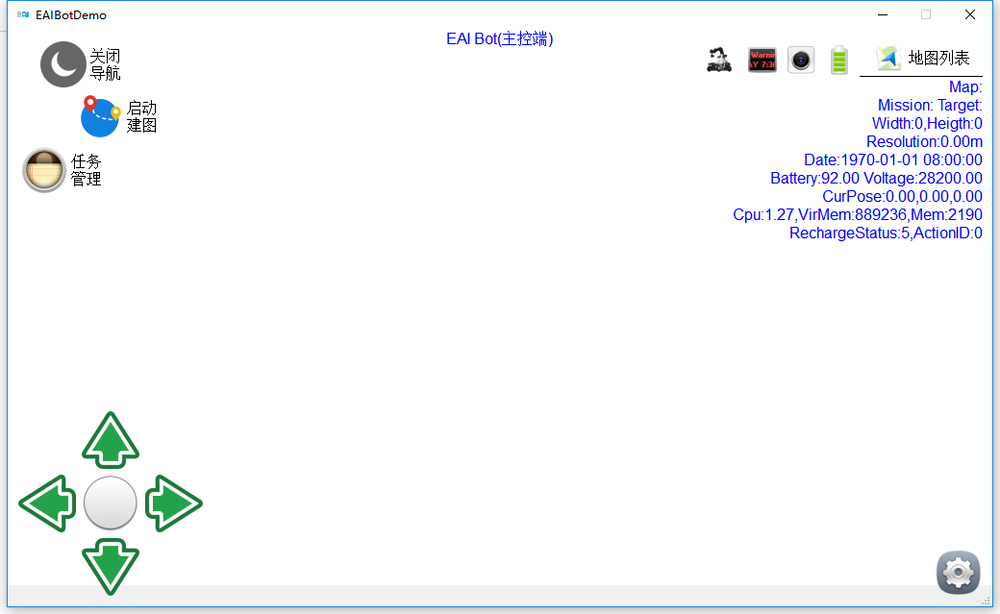 EAIBotDemo
EAI Bot(主控端)
关闭
导航
启动
建图
任务
管理
Warnin
AY 7:36
地图列表
Map:
Mission: Target:
Width:0,Heigth:0
Resolution:0.00m
Date:1970-01-01 08:00:00
Battery:92.00 Voltage:28200.00
CurPose:0.00,0.00,0.00
Cpu:1.27,VirMem:889236,Mem:2190
RechargeStatus:5,ActionID:0